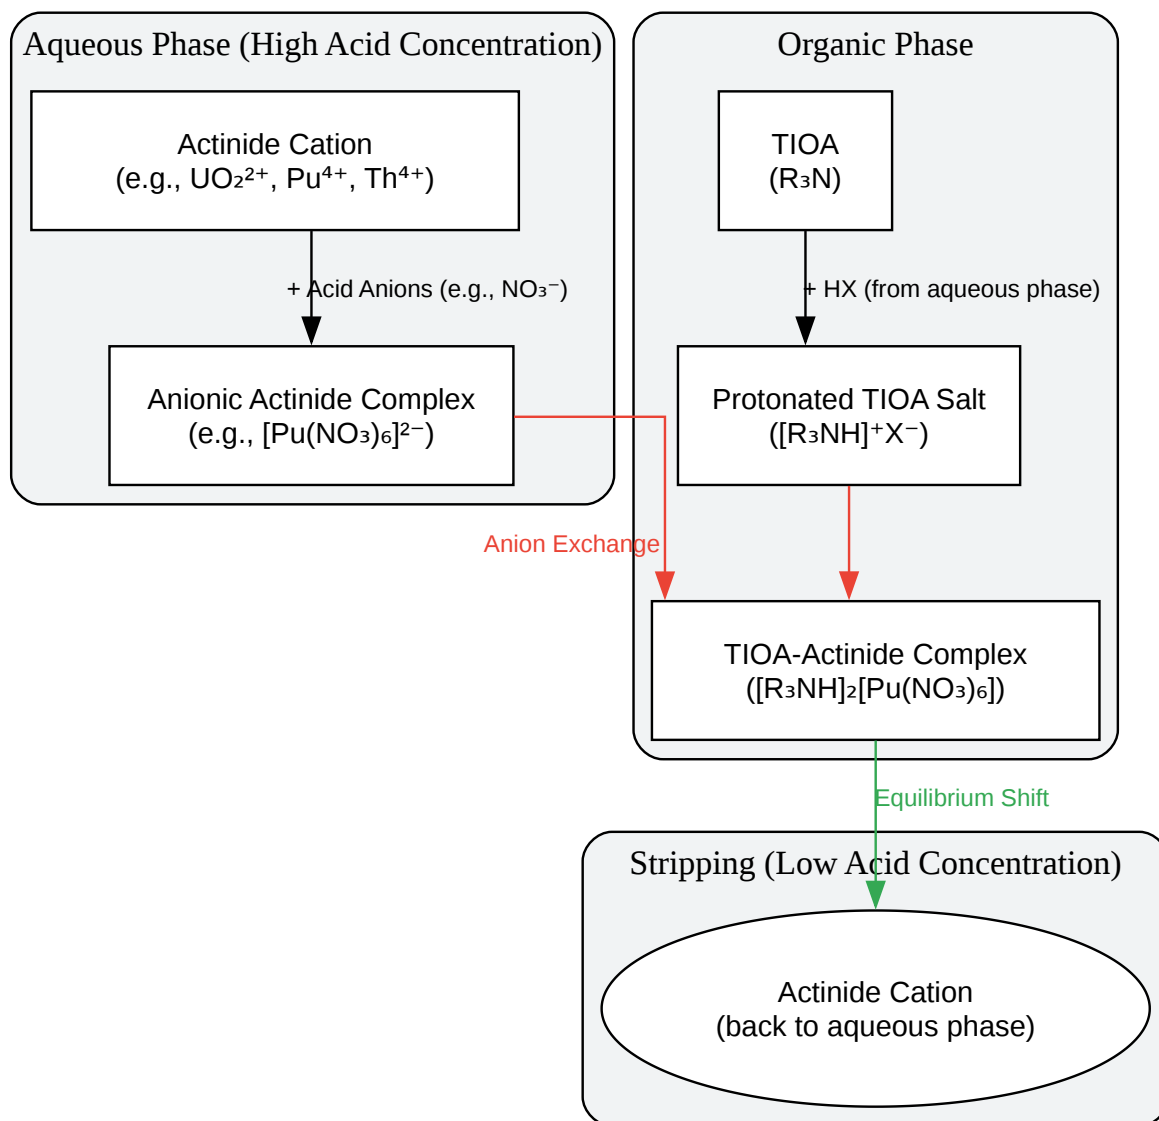 Aqueous Phase (High Acid Concentration)
Actinide Cation
(e.g., UO₂²⁺, Pu⁴⁺, Th⁴⁺)
+ Acid Anions (e.g., NO₃⁻)
Anionic Actinide Complex
(e.g., [Pu(NO₃)₆]²⁻)
Organic Phase
TIOA
(R₃N)
+ HX (from aqueous phase)
Protonated TIOA Salt
([R₃NH]⁺X⁻)
Anion Exchange
TIOA-Actinide Complex
([R₃NH]₂[Pu(NO₃)₆])
Equilibrium Shift
Stripping (Low Acid Concentration)
Actinide Cation
(back to aqueous phase)